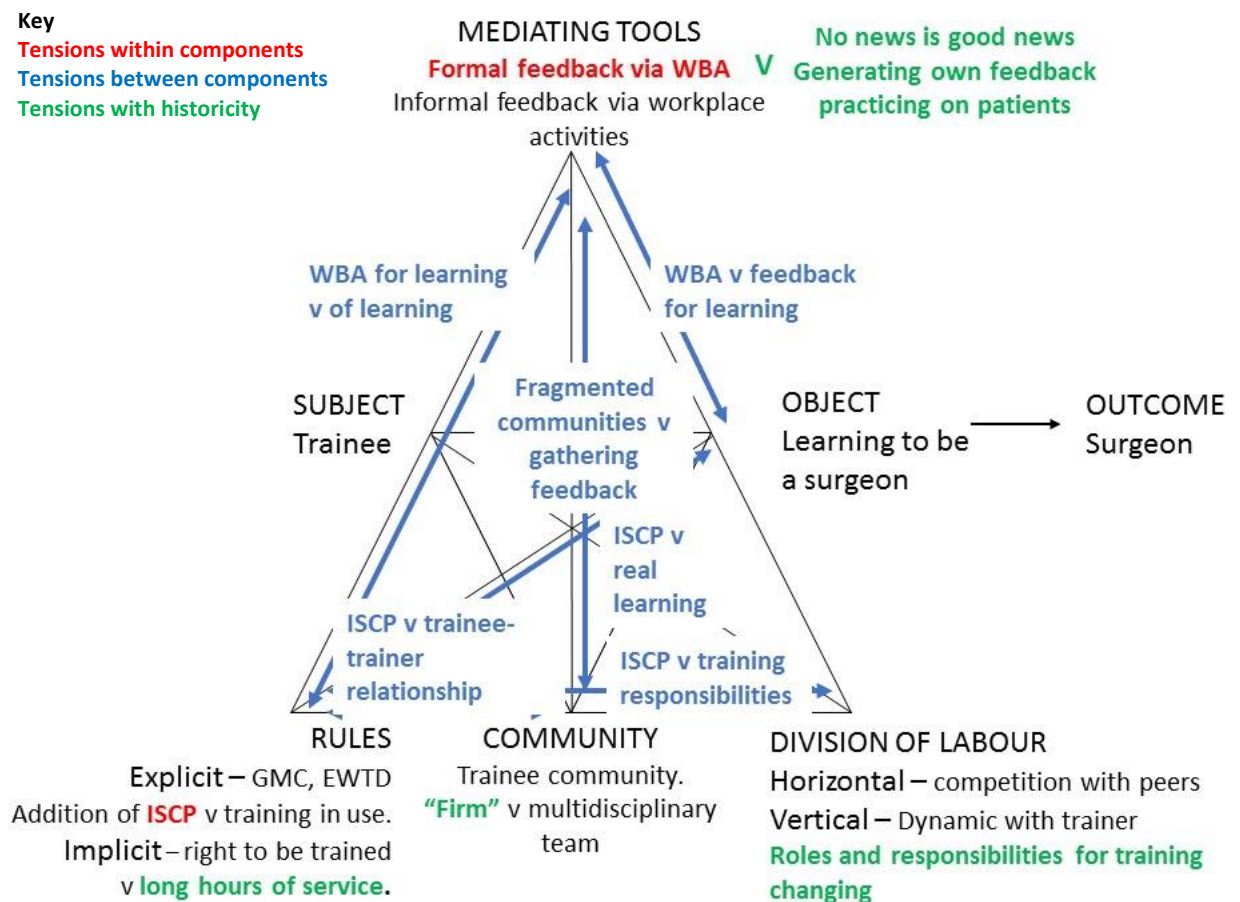 Key
Tensions within components
Tensions between components
Tensions with historicity
MEDIATING TOOLS
Formal feedback via WBA
Informal feedback via workplace
activities
V
No news is good news
Generating own feedback
practicing on patients
WBA for learning
v of learning
WBA v feedback
for learning
SUBJECT
Trainee
Fragmented
communities v
gathering
feedback
OBJECT
Learning to be
a surgeon
OUTCOME
Surgeon
ISCP v
real
learning
ISCP v trainee-
trainer
relationship
ISCP v training
responsibilities
RULES
Explicit – GMC, EWTD
Addition of ISCP v training in use.
Implicit – right to be trained
v long hours of service.
COMMUNITY
Trainee community.
“Firm” v multidisciplinary
team
DIVISION OF LABOUR
Horizontal – competition with peers
Vertical – Dynamic with trainer
Roles and responsibilities for training
changing